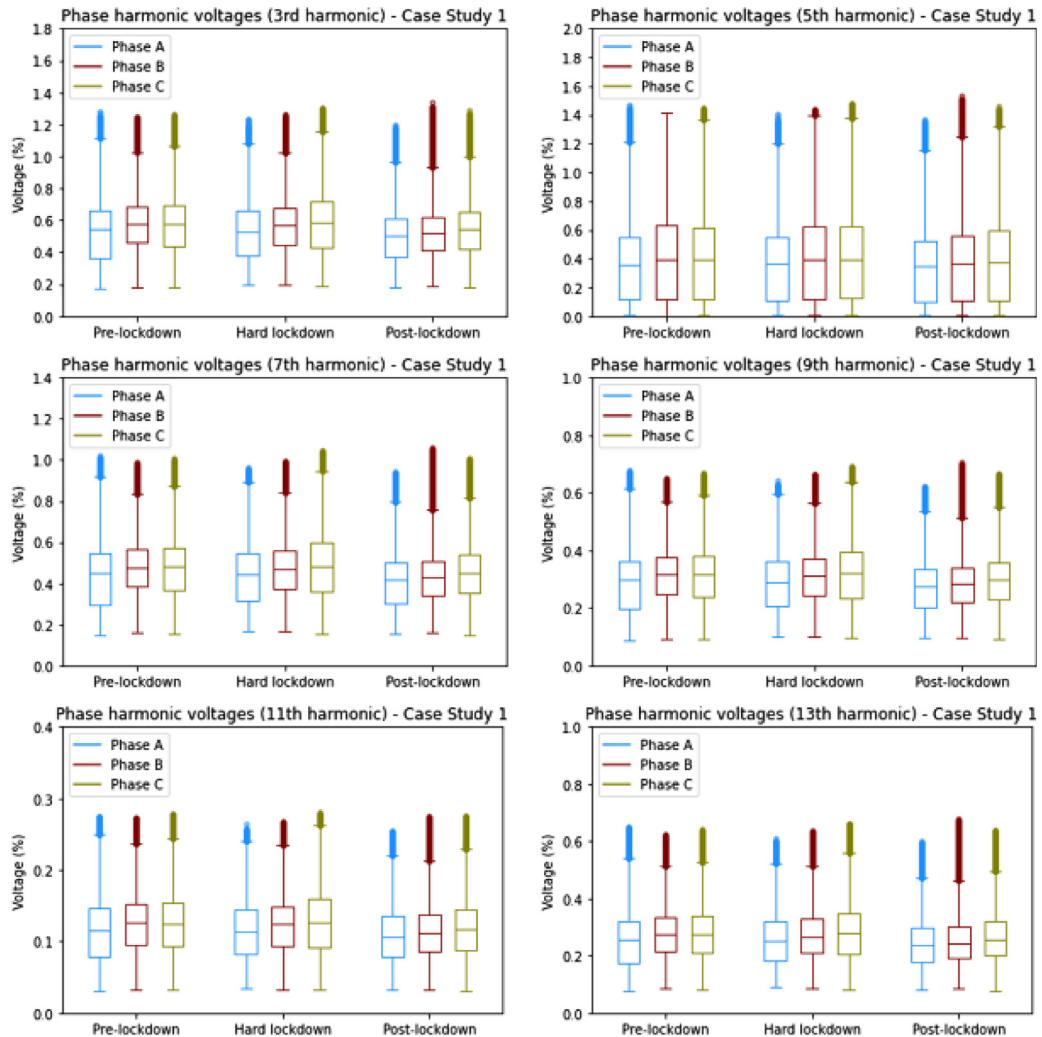 Phase harmonic voltages (3rd harmonic) - Case Study 1
1.8
1.6
1.4
1.2
1.0
0.8
0.6
0.4
0.2
0.0
Voltage (%)
Phase A
Phase B
Phase C
Pre-lockdown Hard lockdown Post-lockdown
Phase harmonic voltages (5th harmonic) - Case Study 1
2.0
1.8
1.6
1.4
1.2
1.0
0.8
0.6
0.4
0.2
0.0
Voltage (%)
Phase A
Phase B
Phase C
Pre-lockdown Hard lockdown Post-lockdown
Phase harmonic voltages (7th harmonic) - Case Study 1
1.4
1.2
1.0
0.8
0.6
0.4
0.2
0.0
Voltage (%)
Phase A
Phase B
Phase C
Pre-lockdown Hard lockdown Post-lockdown
Phase harmonic voltages (9th harmonic) - Case Study 1
1.0
0.8
0.6
0.4
0.2
0.0
Voltage (%)
Phase A
Phase B
Phase C
Pre-lockdown Hard lockdown Post-lockdown
Phase harmonic voltages (11th harmonic) - Case Study 1
0.4
0.3
0.2
0.1
0.0
Voltage (%)
Phase A
Phase B
Phase C
Pre-lockdown Hard lockdown Post-lockdown
Phase harmonic voltages (13th harmonic) - Case Study 1
1.0
0.8
0.6
0.4
0.2
0.0
Voltage (%)
Phase A
Phase B
Phase C
Pre-lockdown Hard lockdown Post-lockdown